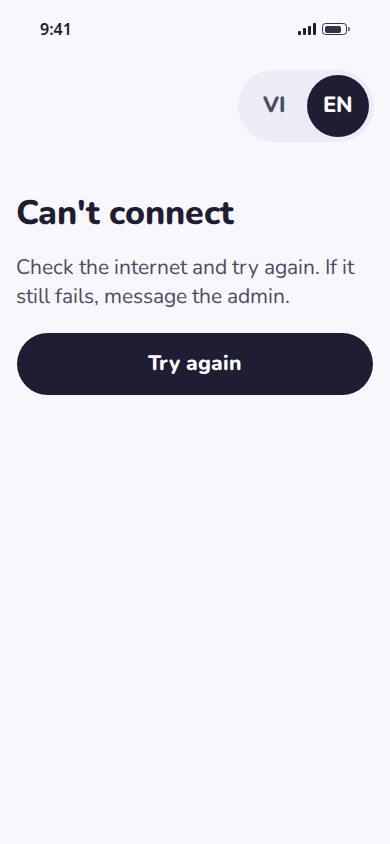 9:41
VI EN
Can't connect
Check the internet and try again. If it
still fails, message the admin.
Try again